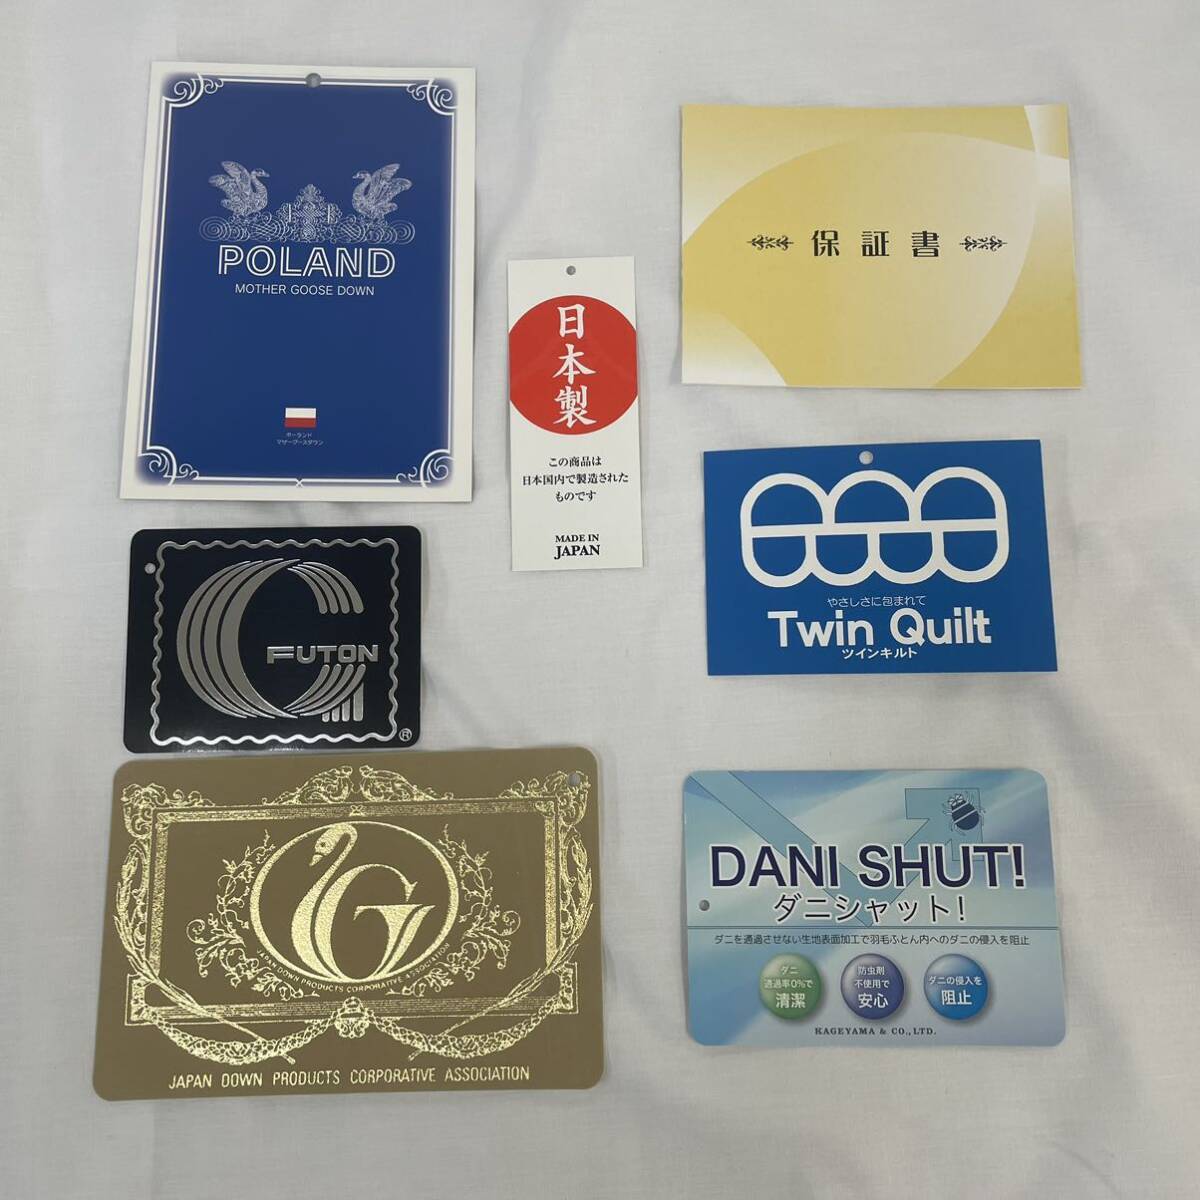 POLAND
MOTHER GOOSE DOWN
ポーランド
マザーグースダウン
保証書
日本製
この商品は
日本国内で製造された
ものです
MADE IN
JAPAN
やさしさに包まれて
Twin Quilt
ツインキルト
G
FUTON
®
G
JAPAN DOWN PRODUCTS CORPORATIVE ASSOCIATION
JAPAN DOWN PRODUCTS CORPORATIVE ASSOCIATION
DANI SHUT!
ダニシャット!
ダニを通過させない生地表面加工で羽毛ふとん内へのダニの侵入を阻止
ダニ
通過率0%で
清潔
防虫剤
不使用で
安心
ダニの侵入を
阻止
KAGEYAMA & CO., LTD.